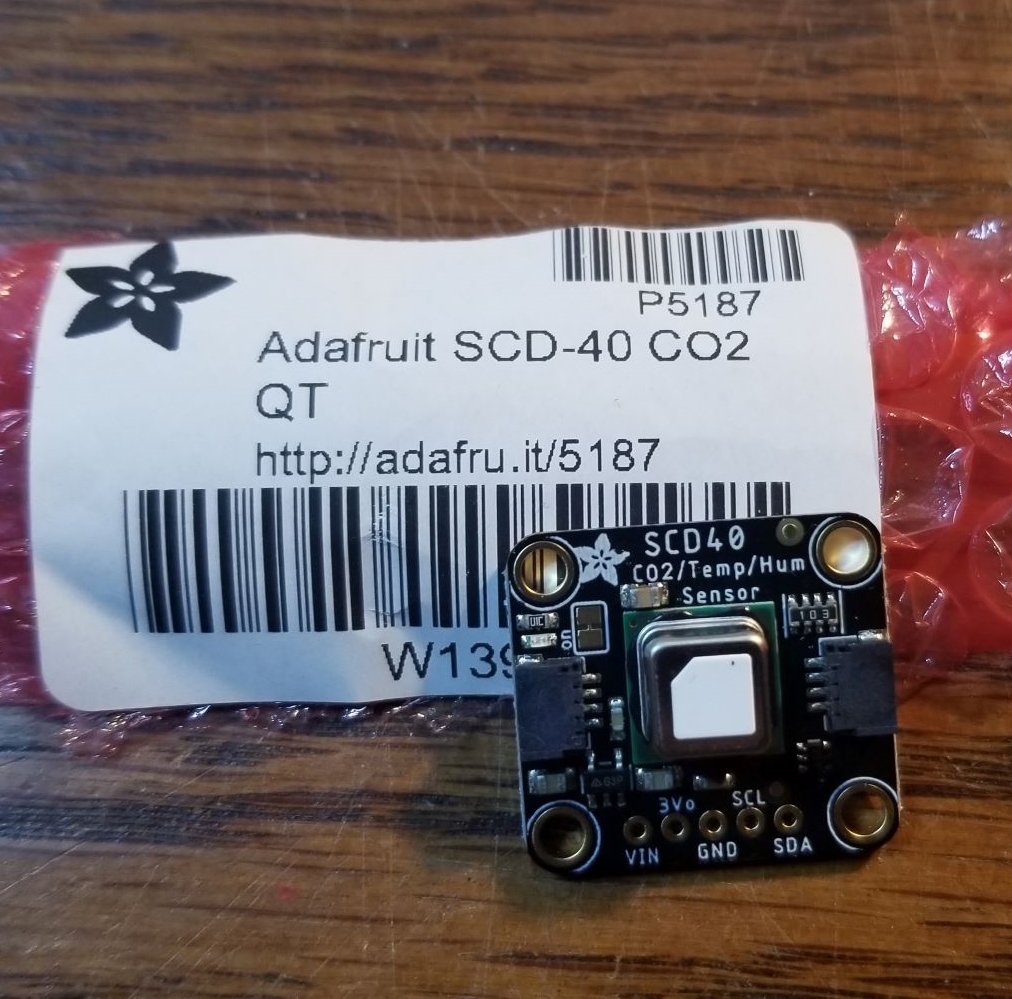 P5187
Adafruit SCD-40 CO2
QT
http://adafru.it/5187
W139
SCD40
CO2/Temp/Hum
Sensor
103
on
3Vo
SCL
VIN
GND
SDA